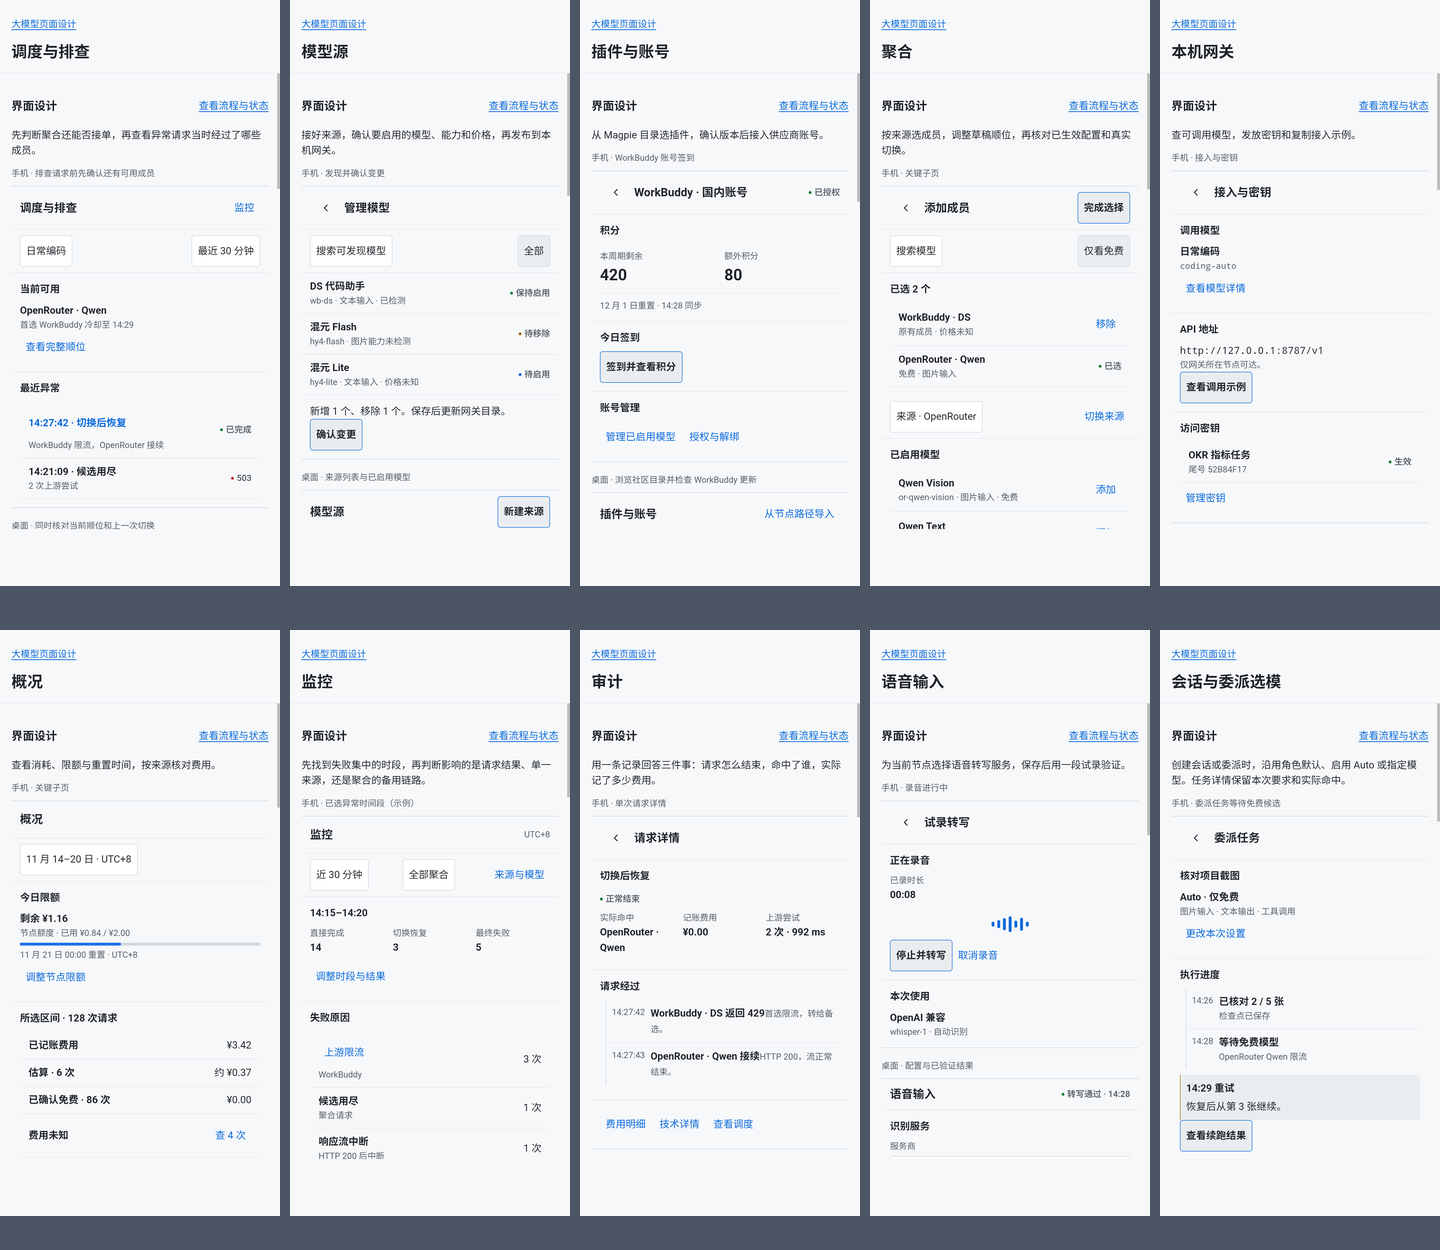 大模型页面设计
调度与排查
界面设计
查看流程与状态
先判断聚合还能否接单，再查看异常请求当时经过了哪些
成员。
手机 · 排查请求前先确认还有可用成员
调度与排查
监控
日常编码
最近 30 分钟
当前可用
OpenRouter · Qwen
首选 WorkBuddy 冷却至 14:29
查看完整顺位
最近异常
14:27:42 · 切换后恢复
WorkBuddy 限流，OpenRouter 接续
已完成
14:21:09 · 候选用尽
2 次上游尝试
503
桌面 · 同时核对当前顺位和上一次切换
大模型页面设计
模型源
界面设计
查看流程与状态
接好来源，确认要启用的模型、能力和价格，再发布到本
机网关。
手机 · 发现并确认变更
管理模型
搜索可发现模型
全部
DS 代码助手
wb-ds · 文本输入 · 已检测
保持启用
混元 Flash
hy4-flash · 图片能力未检测
待移除
混元 Lite
hy4-lite · 文本输入 · 价格未知
待启用
新增 1 个、移除 1 个。保存后更新网关目录。
确认变更
桌面 · 来源列表与已启用模型
模型源
新建来源
大模型页面设计
插件与账号
界面设计
查看流程与状态
从 Magpie 目录选插件，确认版本后接入供应商账号。
手机 · WorkBuddy 账号签到
WorkBuddy · 国内账号
已授权
积分
本周期剩余
额外积分
420
80
12 月 1 日重置 · 14:28 同步
今日签到
签到并查看积分
账号管理
管理已启用模型
授权与解绑
桌面 · 浏览社区目录并检查 WorkBuddy 更新
插件与账号
从节点路径导入
大模型页面设计
聚合
界面设计
查看流程与状态
按来源选成员，调整草稿顺位，再核对已生效配置和真实
切换。
手机 · 关键子页
添加成员
完成选择
搜索模型
仅看免费
已选 2 个
WorkBuddy · DS
原有成员 · 价格未知
移除
OpenRouter · Qwen
免费 · 图片输入
已选
来源 · OpenRouter
切换来源
已启用模型
Qwen Vision
or-qwen-vision · 图片输入 · 免费
添加
Qwen Text
大模型页面设计
本机网关
界面设计
查看流程与状态
查可调用模型，发放密钥和复制接入示例。
手机 · 接入与密钥
接入与密钥
调用模型
日常编码
coding-auto
查看模型详情
API 地址
http://127.0.0.1:8787/v1
仅网关所在节点可达。
查看调用示例
访问密钥
OKR 指标任务
尾号 52B84F17
生效
管理密钥
大模型页面设计
概况
界面设计
查看流程与状态
查看消耗、限额与重置时间，按来源核对费用。
手机 · 关键子页
概况
11 月 14–20 日 · UTC+8
今日限额
剩余 ¥1.16
节点额度 · 已用 ¥0.84 / ¥2.00
11 月 21 日 00:00 重置 · UTC+8
调整节点限额
所选区间 · 128 次请求
已记账费用
¥3.42
估算 · 6 次
约 ¥0.37
已确认免费 · 86 次
¥0.00
费用未知
查 4 次
大模型页面设计
监控
界面设计
查看流程与状态
先找到失败集中的时段，再判断影响的是请求结果、单一
来源，还是聚合的备用链路。
手机 · 已选异常时间段（示例）
监控
UTC+8
近 30 分钟
全部聚合
来源与模型
14:15–14:20
直接完成
切换恢复
最终失败
14
3
5
调整时段与结果
失败原因
上游限流
WorkBuddy
3 次
候选用尽
聚合请求
1 次
响应流中断
HTTP 200 后中断
1 次
大模型页面设计
审计
界面设计
查看流程与状态
用一条记录回答三件事：请求怎么结束，命中了谁，实际
记了多少费用。
手机 · 单次请求详情
请求详情
切换后恢复
正常结束
实际命中
记账费用
上游尝试
OpenRouter ·
Qwen
¥0.00
2 次 · 992 ms
请求经过
14:27:42
WorkBuddy · DS 返回 429首选限流，转给备
选。
14:27:43
OpenRouter · Qwen 接续HTTP 200，流正常
结束。
费用明细
技术详情
查看调度
大模型页面设计
语音输入
界面设计
查看流程与状态
为当前节点选择语音转写服务，保存后用一段试录验证。
手机 · 录音进行中
试录转写
正在录音
已录时长
00:08
停止并转写
取消录音
本次使用
OpenAI 兼容
whisper-1 · 自动识别
桌面 · 配置与已验证结果
语音输入
转写通过 · 14:28
识别服务
服务商
大模型页面设计
会话与委派选模
界面设计
查看流程与状态
创建会话或委派时，沿用角色默认、启用 Auto 或指定模
型。任务详情保留本次要求和实际命中。
手机 · 委派任务等待免费候选
委派任务
核对项目截图
Auto · 仅免费
图片输入 · 文本输出 · 工具调用
更改本次设置
执行进度
14:26
已核对 2 / 5 张
检查点已保存
14:28
等待免费模型
OpenRouter Qwen 限流
14:29 重试
恢复后从第 3 张继续。
查看续跑结果